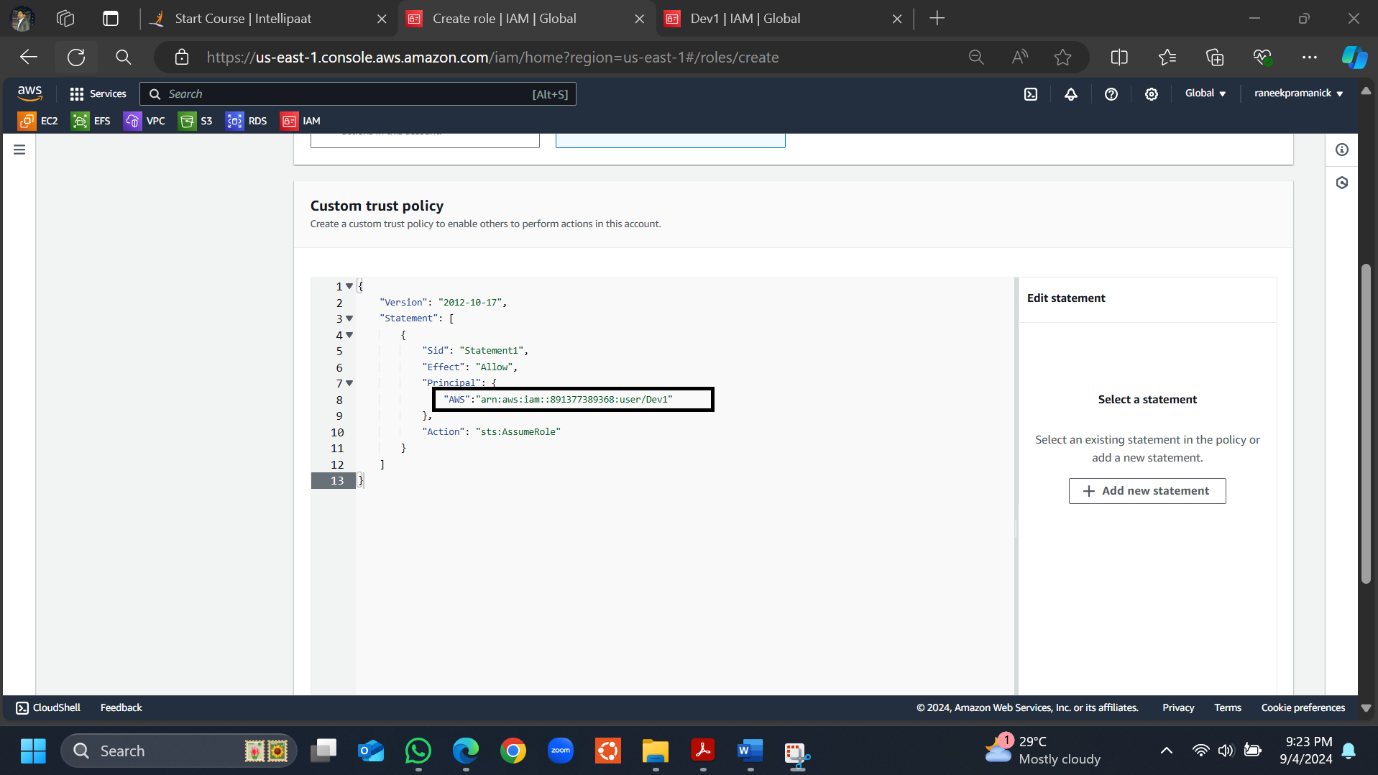 Start Course | Intellipaat
Create role | IAM | Global
Dev1 | IAM | Global
https://us-east-1.console.aws.amazon.com/iam/home?region=us-east-1#/roles/create
aws
Services
Search
[Alt+S]
Global
raneekpramanick
EC2
EFS
VPC
S3
RDS
IAM
Custom trust policy
Create a custom trust policy to enable others to perform actions in this account.
1 {
2 "Version": "2012-10-17",
3 "Statement": [
4 {
5 "Sid": "Statement1",
6 "Effect": "Allow",
7 "Principal": {
8 "AWS":"arn:aws:iam::891377389368:user/Dev1"
9 },
10 "Action": "sts:AssumeRole"
11 }
12 ]
13 }
Edit statement
Select a statement
Select an existing statement in the policy or
add a new statement.
+ Add new statement
CloudShell
Feedback
© 2024, Amazon Web Services, Inc. or its affiliates.
Privacy
Terms
Cookie preferences
Search
zoom
1
29°C
Mostly cloudy
9:23 PM
9/4/2024